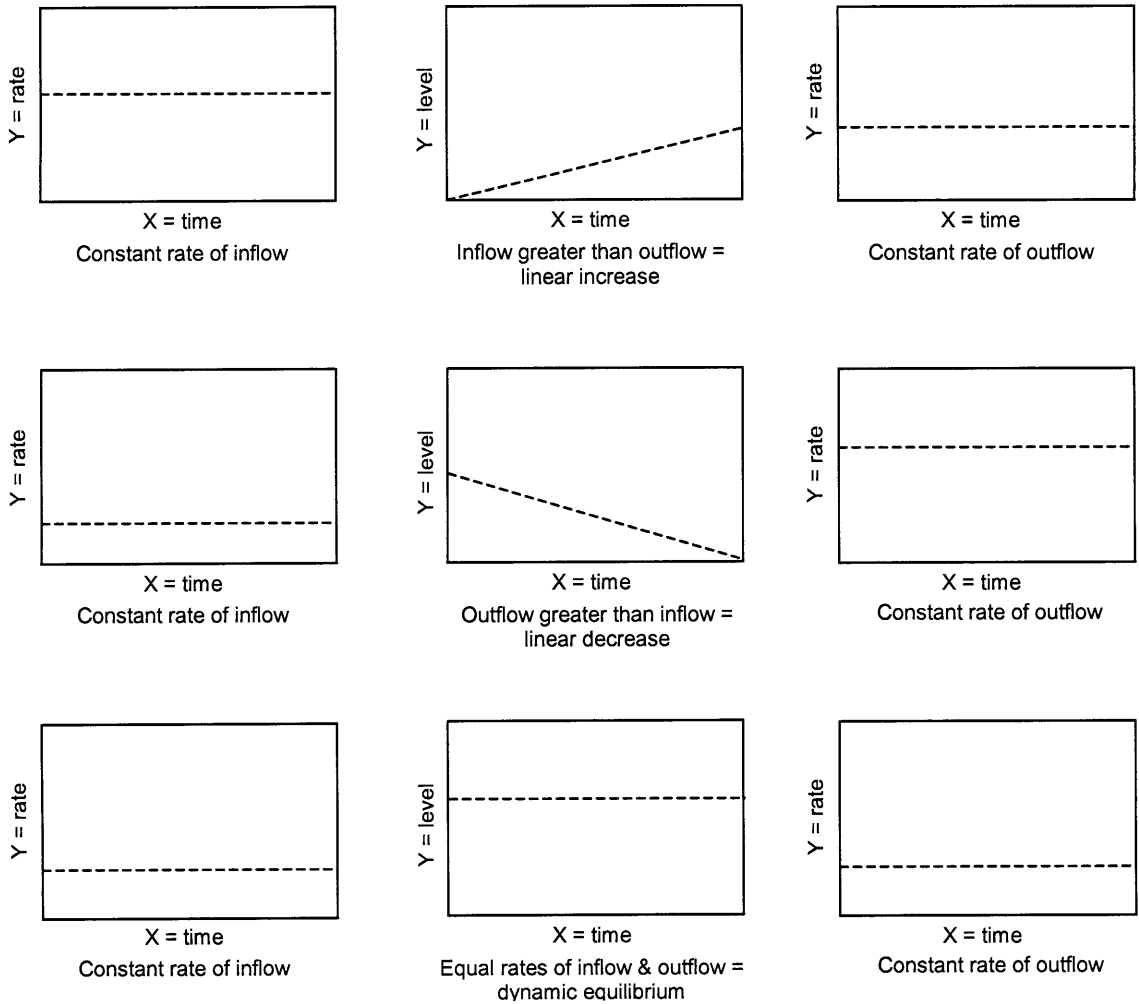 Y = rate
X = time
Constant rate of inflow
Y = level
X = time
Inflow greater than outflow =
linear increase
Y = rate
X = time
Constant rate of outflow
Y = rate
X = time
Constant rate of inflow
Y = level
X = time
Outflow greater than inflow =
linear decrease
Y = rate
X = time
Constant rate of outflow
Y = rate
X = time
Constant rate of inflow
Y = level
X = time
Equal rates of inflow & outflow =
dynamic equilibrium
Y = rate
X = time
Constant rate of outflow